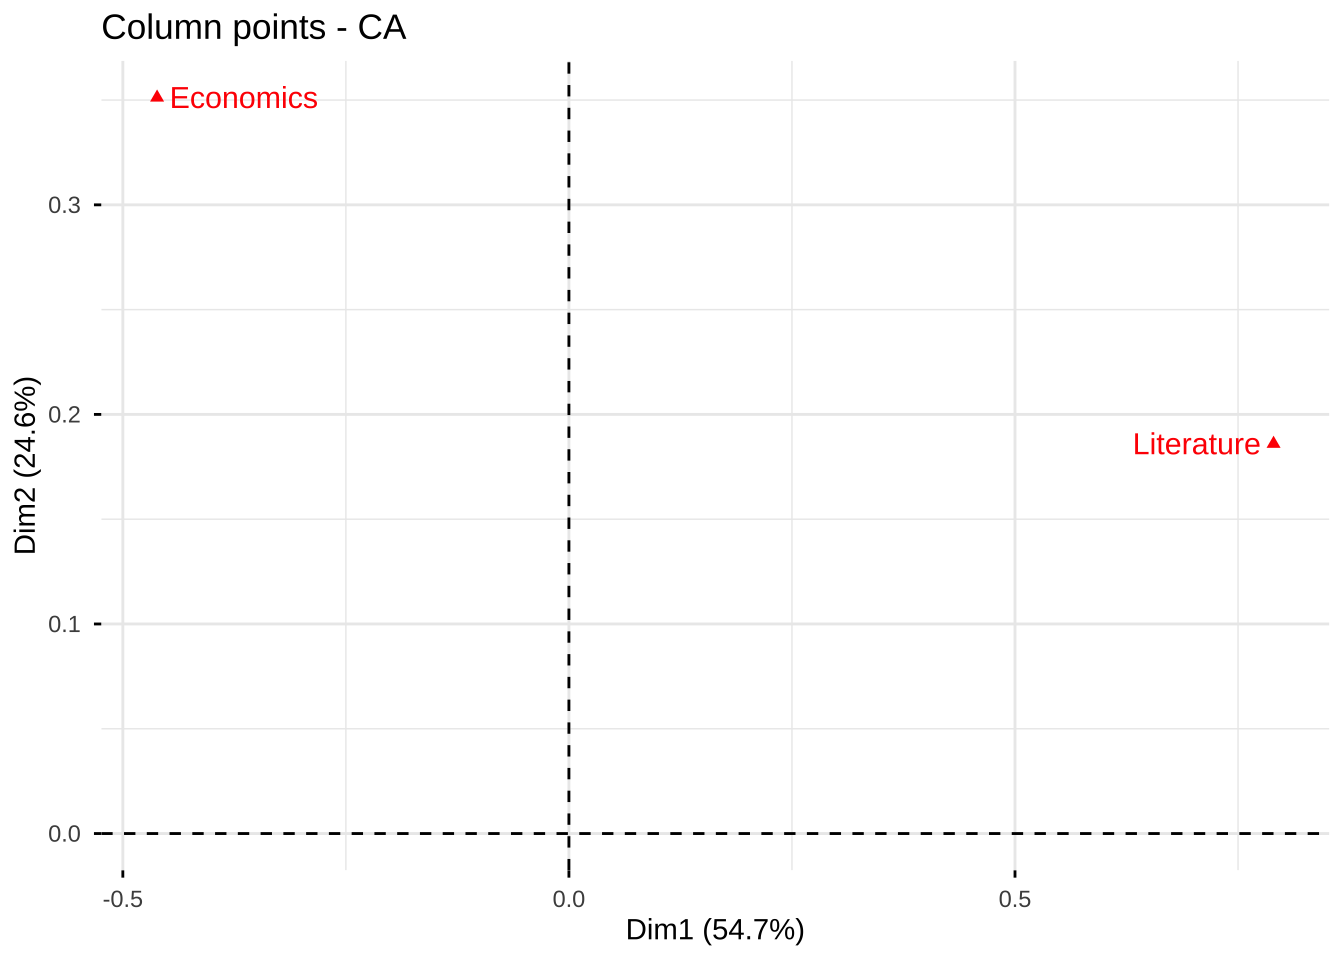 Column points - CA
Economics
0.3
0.2
Literature
Dim2 (24.6%)
0.1
0.0
-0.5
0.0
0.5
Dim1 (54.7%)